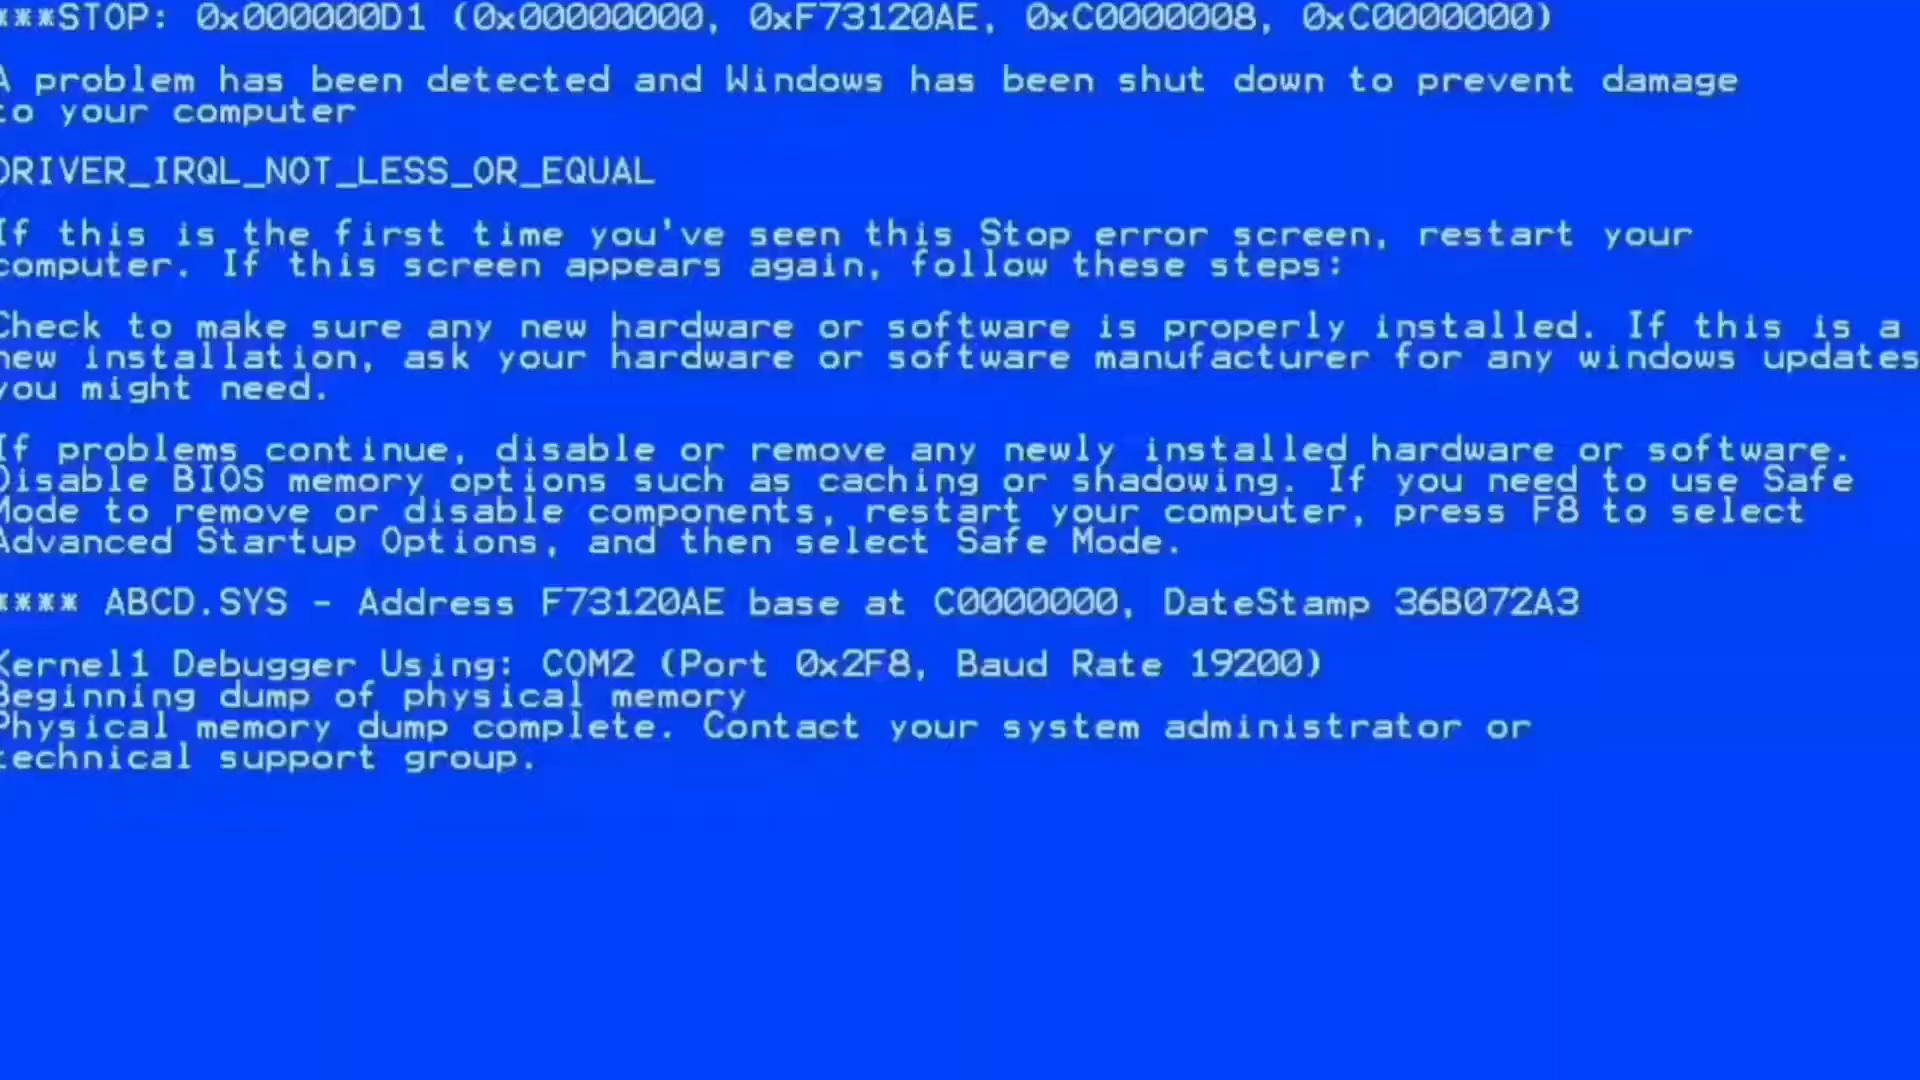 ***STOP: 0x000000D1 (0x00000000, 0xF73120AE, 0xC0000008, 0xC0000000)
A problem has been detected and Windows has been shut down to prevent damage
to your computer
DRIVER_IRQL_NOT_LESS_OR_EQUAL
If this is the first time you've seen this Stop error screen, restart your
computer. If this screen appears again, follow these steps:
Check to make sure any new hardware or software is properly installed. If this is a
new installation, ask your hardware or software manufacturer for any windows updates
you might need.
If problems continue, disable or remove any newly installed hardware or software.
Disable BIOS memory options such as caching or shadowing. If you need to use Safe
Mode to remove or disable components, restart your computer, press F8 to select
Advanced Startup Options, and then select Safe Mode.
**** ABCD.SYS - Address F73120AE base at C0000000, DateStamp 36B072A3
Kernel1 Debugger Using: COM2 (Port 0x2F8, Baud Rate 19200)
Beginning dump of physical memory
Physical memory dump complete. Contact your system administrator or
technical support group.